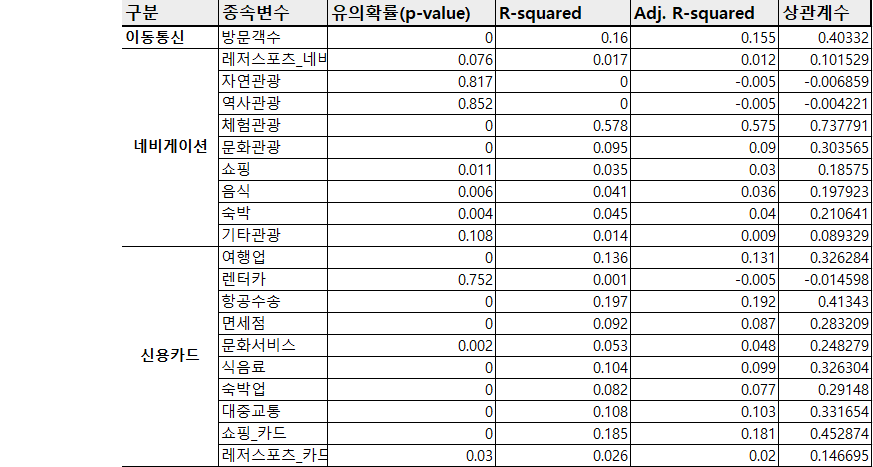 구분 종속변수 유의확률(p-value) R-squared Adj. R-squared 상관계수
이동통신 방문객수 0 0.16 0.155 0.40332
레저스포츠_네비 0.076 0.017 0.012 0.101529
자연관광 0.817 0 -0.005 -0.006859
역사관광 0.852 0 -0.005 -0.004221
체험관광 0 0.578 0.575 0.737791
네비게이션 문화관광 0 0.095 0.09 0.303565
쇼핑 0.011 0.035 0.03 0.18575
음식 0.006 0.041 0.036 0.197923
숙박 0.004 0.045 0.04 0.210641
기타관광 0.108 0.014 0.009 0.089329
여행업 0 0.136 0.131 0.326284
렌터카 0.752 0.001 -0.005 -0.014598
항공수송 0 0.197 0.192 0.41343
면세점 0 0.092 0.087 0.283209
신용카드 문화서비스 0.002 0.053 0.048 0.248279
식음료 0 0.104 0.099 0.326304
숙박업 0 0.082 0.077 0.29148
대중교통 0 0.108 0.103 0.331654
쇼핑_카드 0 0.185 0.181 0.452874
레저스포츠_카드 0.03 0.026 0.02 0.146695